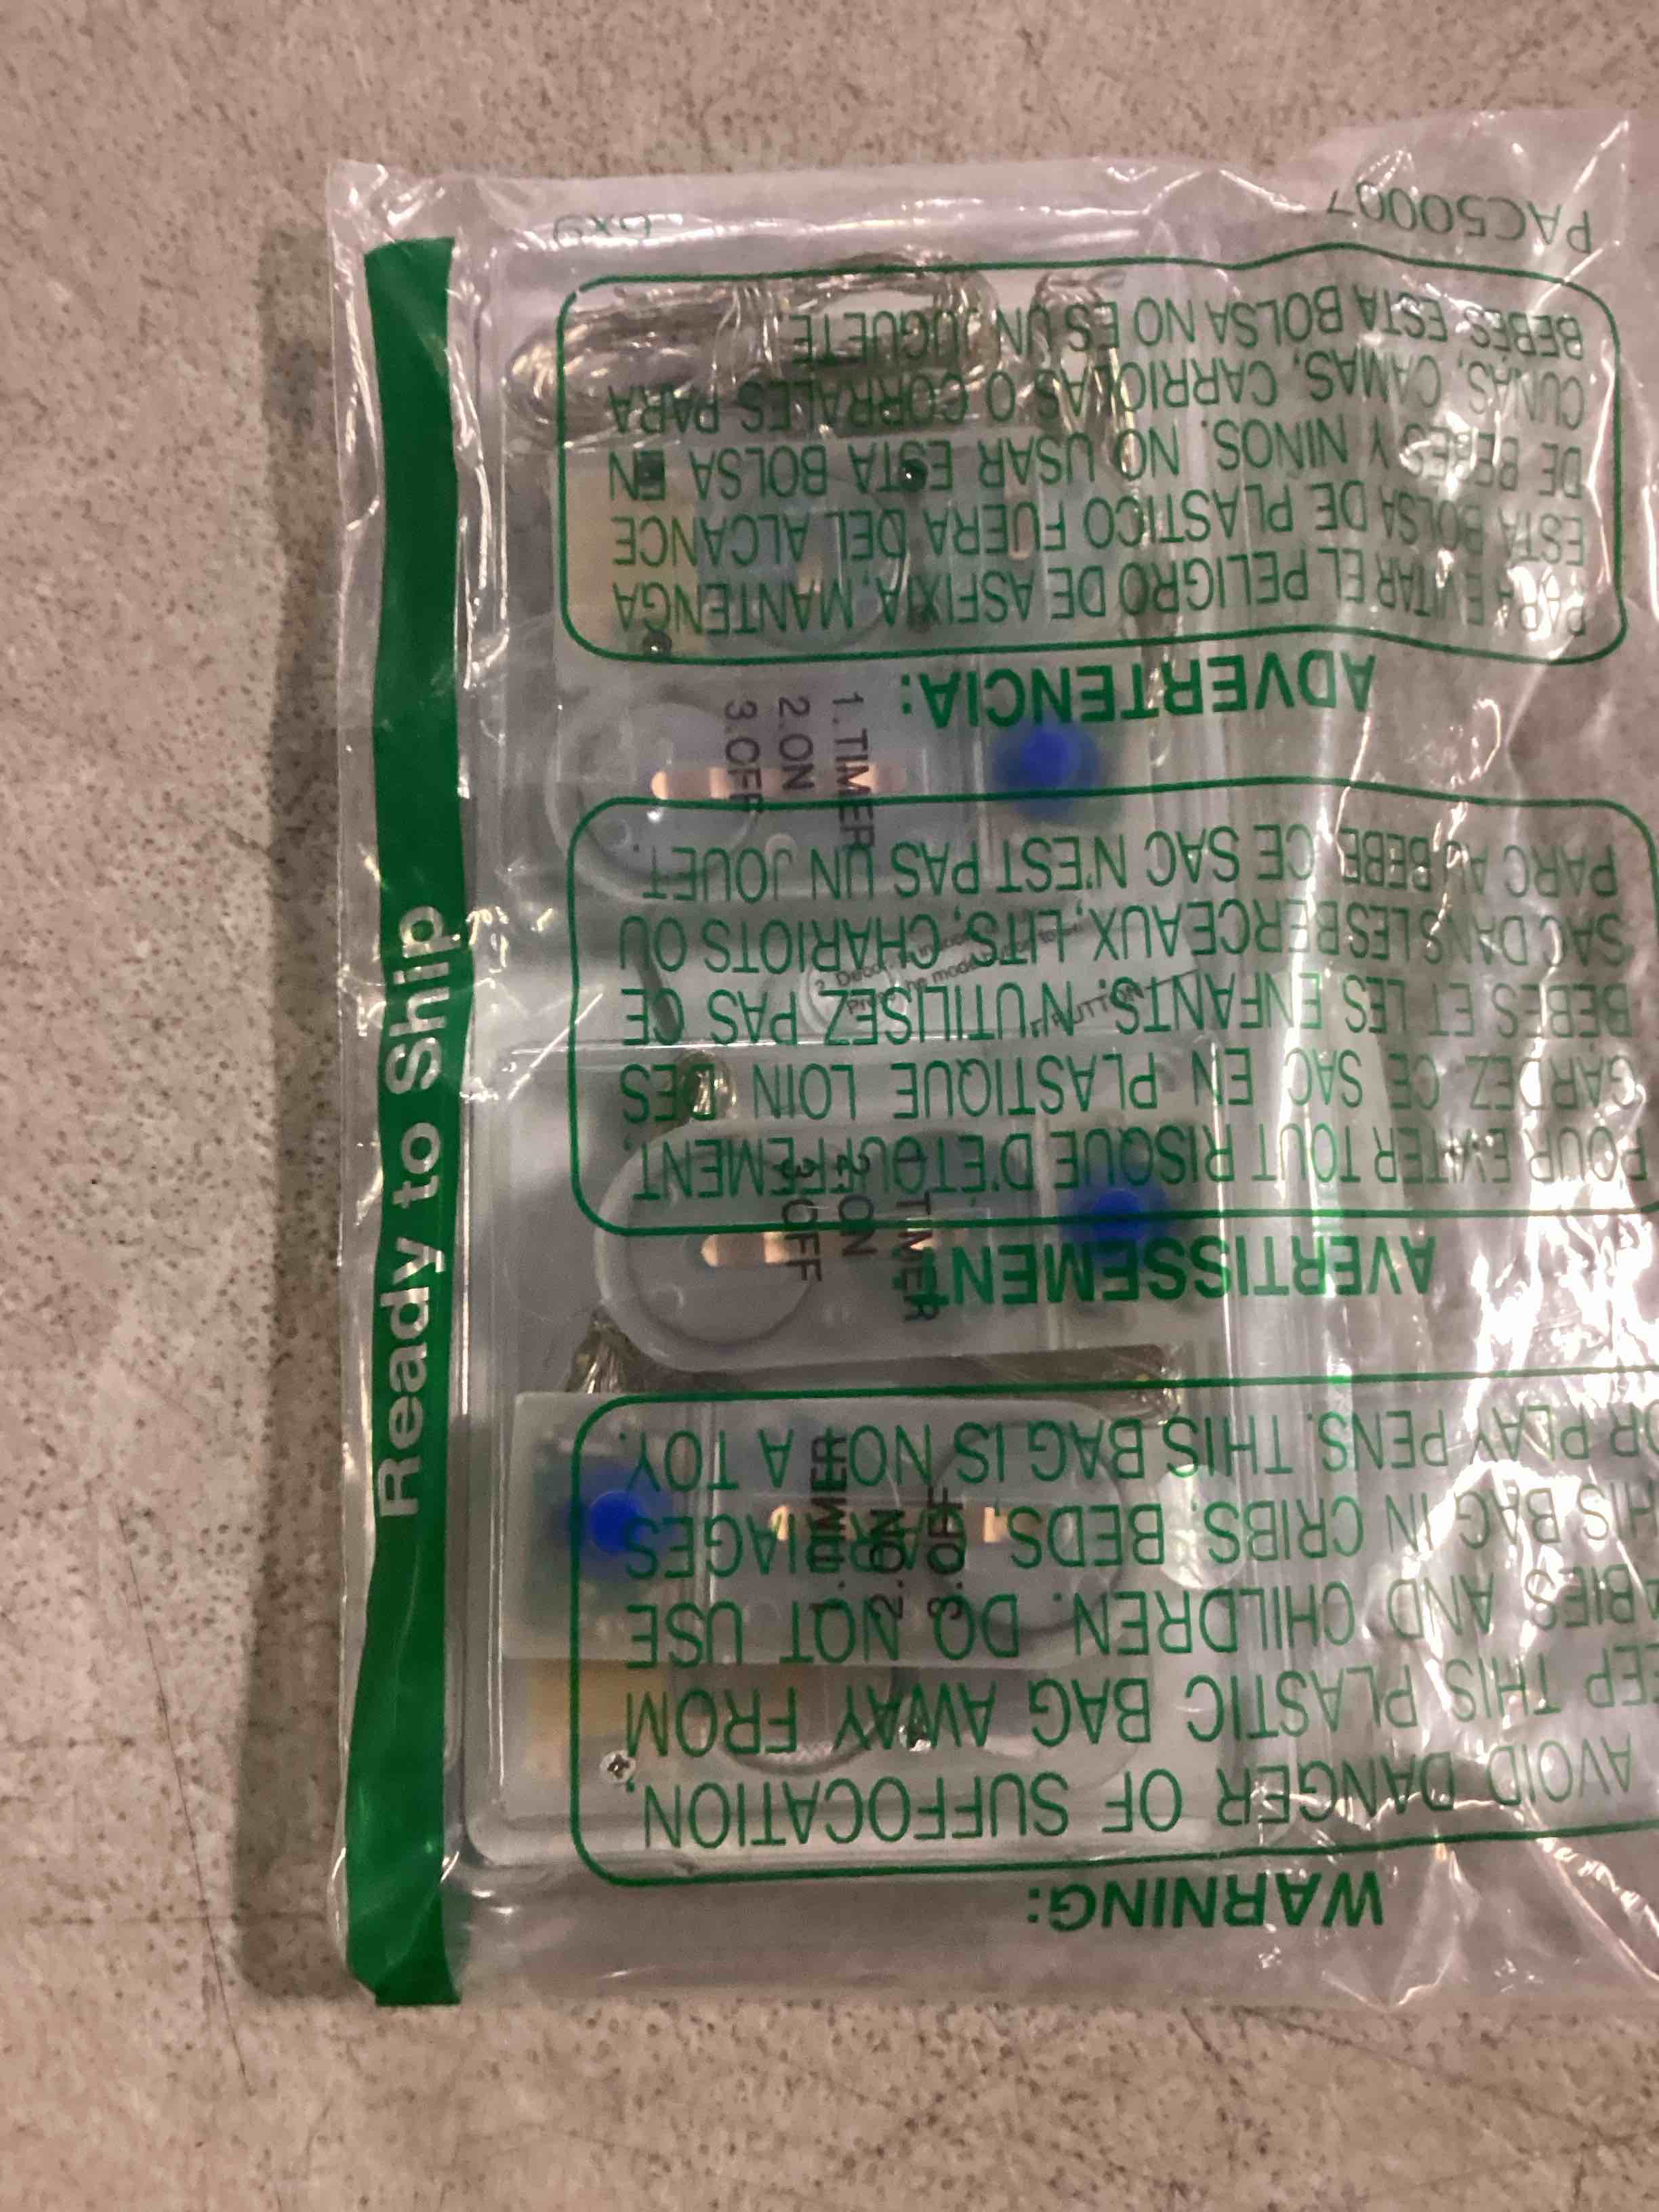 Ready to Ship
WARNING:
AVOID DANGER OF SUFFOCATION,
THIS PLASTIC BAG AWAY FROM
AND CHILDREN. DO NOT USE
BAG IN CRIBS, BEDS, CARRIAGES
PLAY PENS. THIS BAG IS NOT A TOY.
AVERTISSEMENT
POUR EVITER TOUT RISQUE D'ETOUFFEMENT,
GARDEZ CE SAC EN PLASTIQUE LOIN DES
BEBES ET LES ENFANTS. N'UTILISEZ PAS CE
SAC DANS LES BERCEAUX, LITS, CHARIOTS OU
PARC AU BEBE. CE SAC N'EST PAS UN JOUET.
ADVERTENCIA:
PARA EVITAR EL PELIGRO DE ASFIXIA, MANTENGA
ESTA BOLSA DE PLASTICO FUERA DEL ALCANCE
DE BEBES Y NINOS. NO USAR ESTA BOLSA EN
CUNAS, CAMAS, CARRIOLAS O CORRALES PARA
BEBES. ESTA BOLSA NO ES UN JUGUETE
PAC50007
6x9
1. TIMER
2.ON
3.OFF
TIMER
2.ON
3.OFF
1. TIMER
2.ON
3.OFF